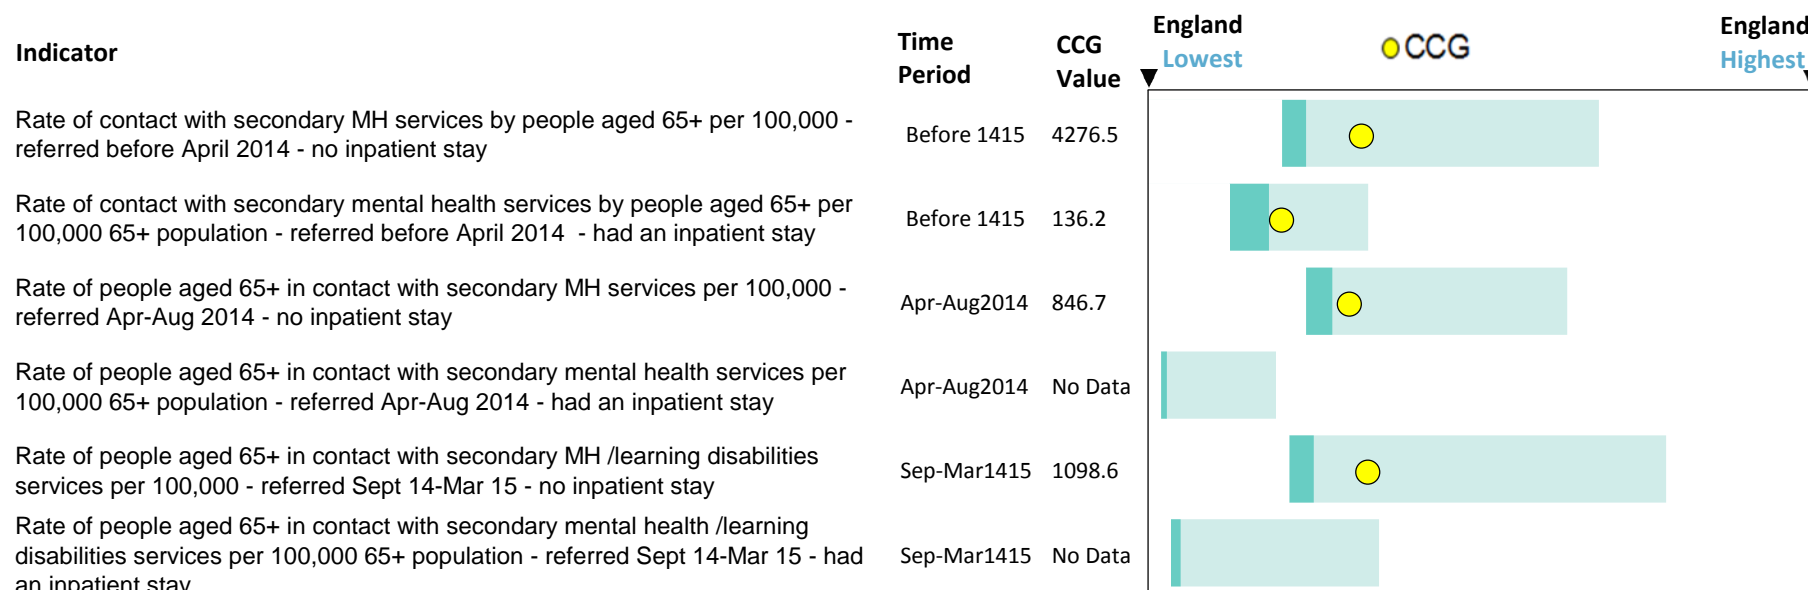 Indicator
Time Period
CCG Value
England Lowest
CCG
England Highest
Rate of contact with secondary MH services by people aged 65+ per 100,000 -
referred before April 2014 - no inpatient stay
Before 1415
4276.5
Rate of contact with secondary mental health services by people aged 65+ per
100,000 65+ population - referred before April 2014 - had an inpatient stay
Before 1415
136.2
Rate of people aged 65+ in contact with secondary MH services per 100,000 -
referred Apr-Aug 2014 - no inpatient stay
Apr-Aug2014
846.7
Rate of people aged 65+ in contact with secondary mental health services per
100,000 65+ population - referred Apr-Aug 2014 - had an inpatient stay
Apr-Aug2014
No Data
Rate of people aged 65+ in contact with secondary MH /learning disabilities
services per 100,000 - referred Sept 14-Mar 15 - no inpatient stay
Sep-Mar1415
1098.6
Rate of people aged 65+ in contact with secondary mental health /learning
disabilities services per 100,000 65+ population - referred Sept 14-Mar 15 - had
an inpatient stay
Sep-Mar1415
No Data